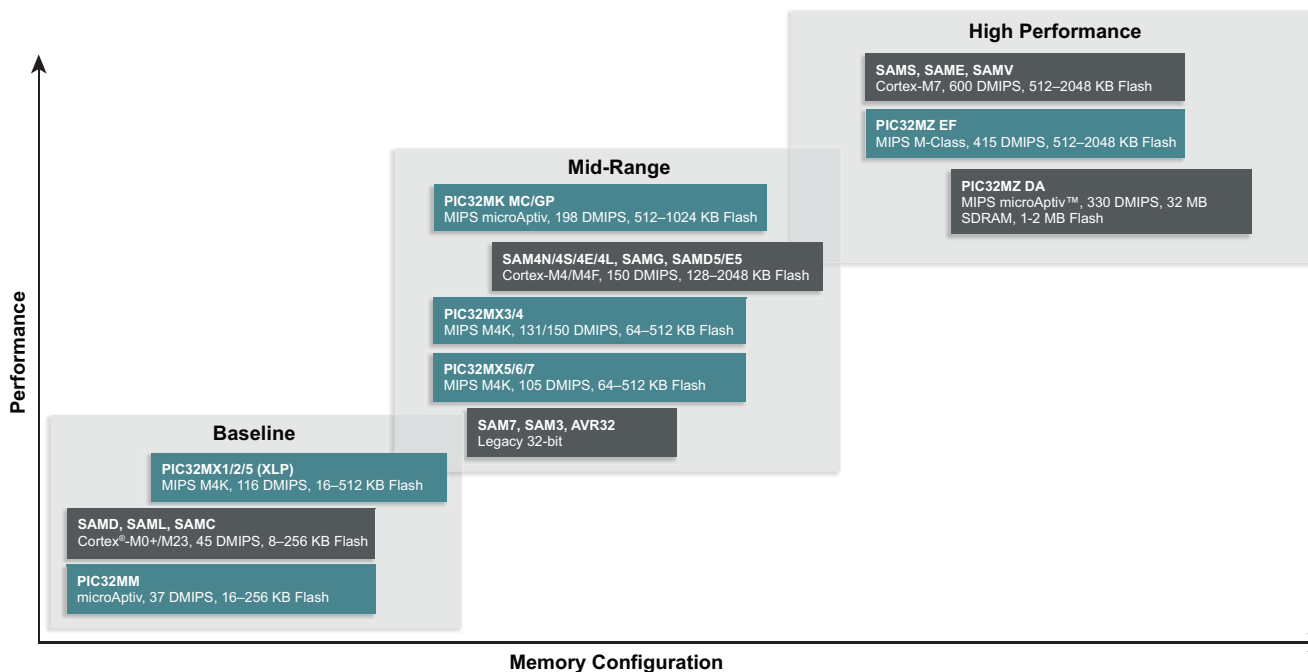 High Performance
SAMS, SAME, SAMV
Cortex-M7, 600 DMIPS, 512–2048 KB Flash
PIC32MZ EF
MIPS M-Class, 415 DMIPS, 512–2048 KB Flash
PIC32MZ DA
MIPS microAptiv™, 330 DMIPS, 32 MB
SDRAM, 1-2 MB Flash
Mid-Range
PIC32MK MC/GP
MIPS microAptiv, 198 DMIPS, 512–1024 KB Flash
SAM4N/4S/4E/4L, SAMG, SAMD5/E5
Cortex-M4/M4F, 150 DMIPS, 128–2048 KB Flash
PIC32MX3/4
MIPS M4K, 131/150 DMIPS, 64–512 KB Flash
PIC32MX5/6/7
MIPS M4K, 105 DMIPS, 64–512 KB Flash
SAM7, SAM3, AVR32
Legacy 32-bit
Baseline
PIC32MX1/2/5 (XLP)
MIPS M4K, 116 DMIPS, 16–512 KB Flash
SAMD, SAML, SAMC
Cortex®-M0+/M23, 45 DMIPS, 8–256 KB Flash
PIC32MM
microAptiv, 37 DMIPS, 16–256 KB Flash
Performance
Memory Configuration